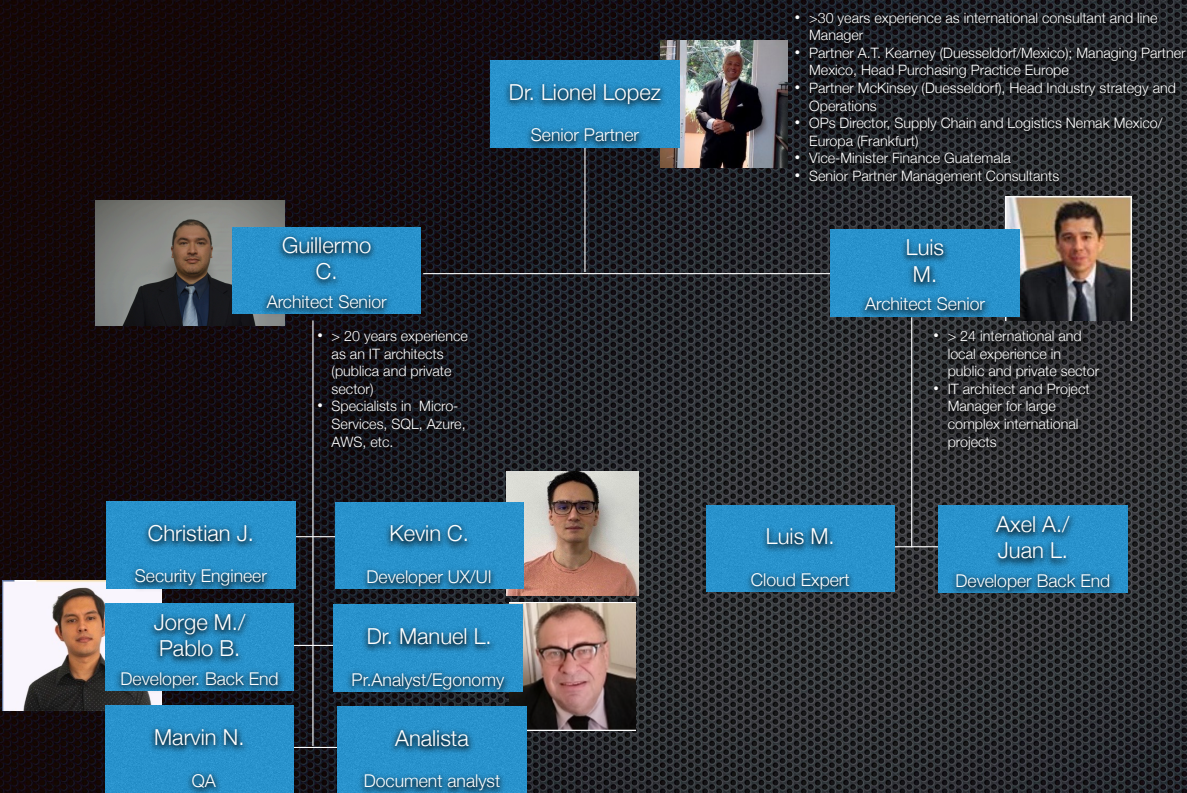 Dr. Lionel Lopez
Senior Partner
• >30 years experience as international consultant and line
Manager
• Partner A.T. Kearney (Duesseldorf/Mexico); Managing Partner
Mexico, Head Purchasing Practice Europe
• Partner McKinsey (Duesseldorf), Head Industry strategy and
Operations
• OPs Director, Supply Chain and Logistics Nemak Mexico/
Europa (Frankfurt)
• Vice-Minister Finance Guatemala
• Senior Partner Management Consultants
Guillermo
C.
Architect Senior
• > 20 years experience
as an IT architects
(publica and private
sector)
• Specialists in Micro-
Services, SQL, Azure,
AWS, etc.
Luis
M.
Architect Senior
• > 24 international and
local experience in
public and private sector
• IT architect and Project
Manager for large
complex international
projects
Christian J.
Security Engineer
Kevin C.
Developer UX/UI
Luis M.
Cloud Expert
Axel A./
Juan L.
Developer Back End
Jorge M./
Pablo B.
Developer. Back End
Dr. Manuel L.
Pr.Analyst/Egonomy
Marvin N.
QA
Analista
Document analyst